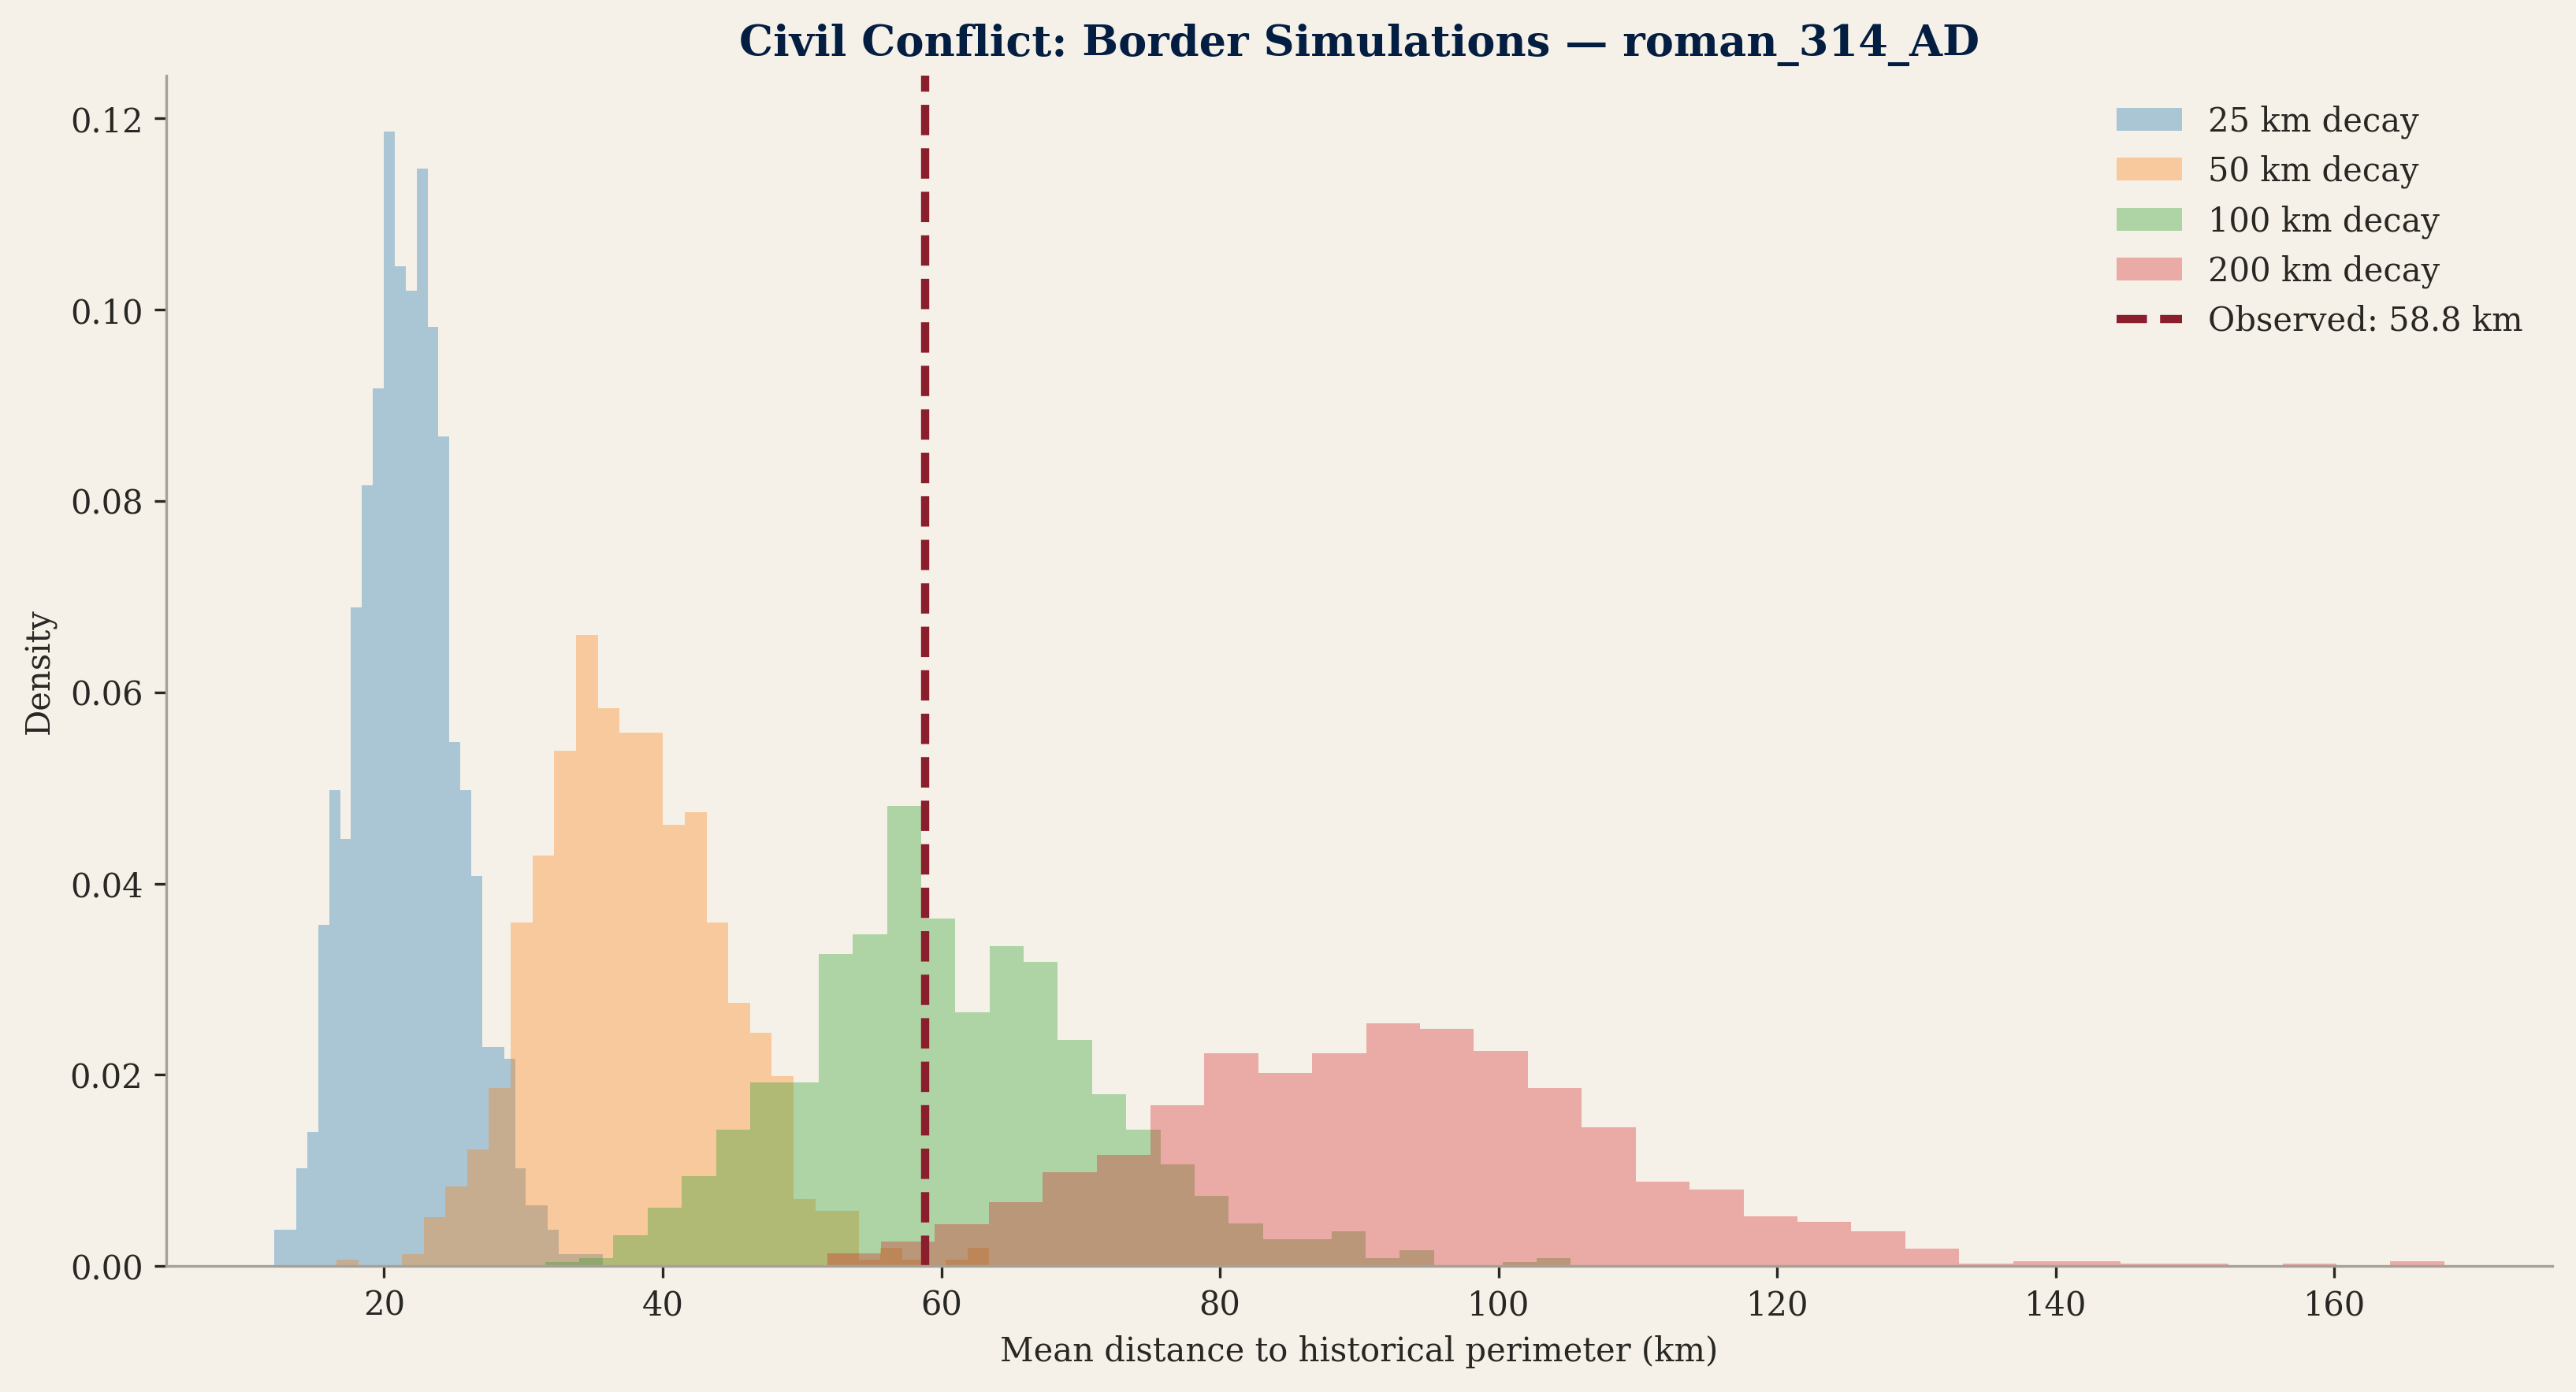 Civil Conflict: Border Simulations — roman_314_AD
25 km decay
50 km decay
100 km decay
200 km decay
Observed: 58.8 km
Density
0.12
0.10
0.08
0.06
0.04
0.02
0.00
20 40 60 80 100 120 140 160
Mean distance to historical perimeter (km)